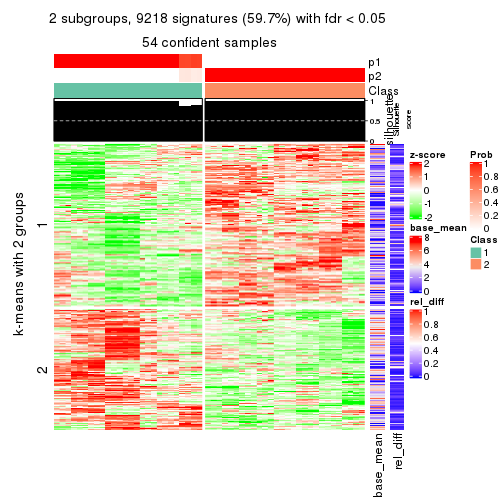 2 subgroups, 9218 signatures (59.7%) with fdr < 0.05
54 confident samples
p1
p2
Class
1
0.5
0
silhouette
Silhouette
score
k-means with 2 groups
1
2
base_mean
rel_diff
z-score
2
1
0
-1
-2
base_mean
8
6
4
2
0
rel_diff
1
0.8
0.6
0.4
0.2
0
Prob
1
0.8
0.6
0.4
0.2
0
Class
1
2